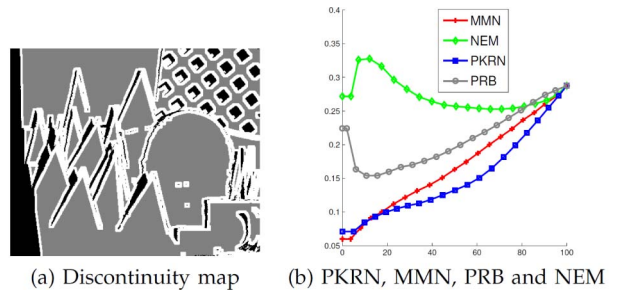 0.4
0.35
0.3
0.25
0.2
0.15
0.1
0.05
0
20
40
60
80
100
MMN
NEM
PKRN
PRB
(a) Discontinuity map
(b) PKRN, MMN, PRB and NEM